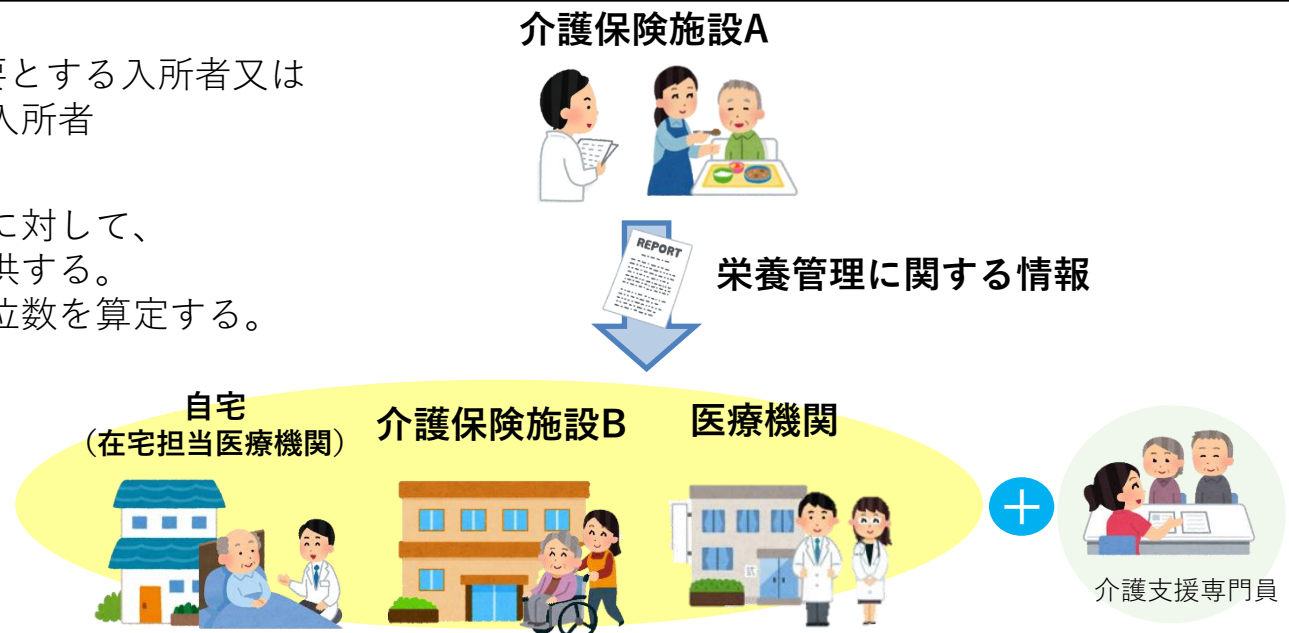 介護保険施設A
要とする入所者又は
入所者
に対して、
供する。
位数を算定する。
REPORT
栄養管理に関する情報
自宅
（在宅担当医療機関）
介護保険施設B
医療機関
+
介護支援専門員